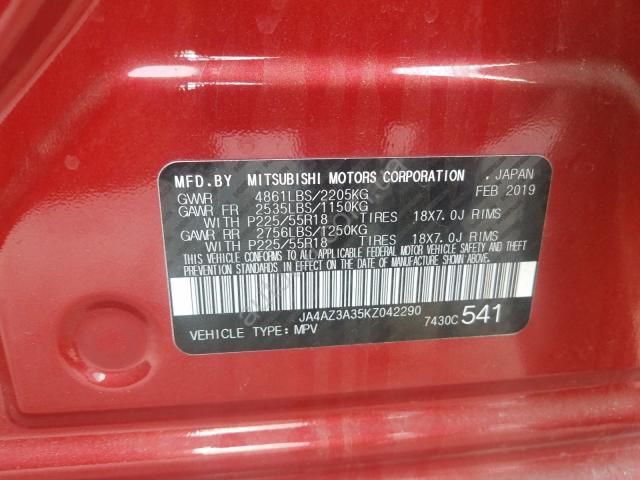 MFD.BY MITSUBISHI MOTORS CORPORATION , JAPAN
GVWR 4861LBS/2205KG FEB 2019
GAWR FR 2535LBS/1150KG
WITH P225/55R18 TIRES 18X7.0J RIMS
GAWR RR 2756LBS/1250KG
WITH P225/55R18 TIRES 18X7.0J RIMS
THIS VEHICLE CONFORMS TO ALL APPLICABLE FEDERAL MOTOR VEHICLE SAFETY AND THEFT
PREVENTION STANDARDS IN EFFECT ON THE DATE OF MANUFACTURE SHOWN ABOVE.
JA4AZ3A35KZ042290
VEHICLE TYPE: MPV 7430C 541